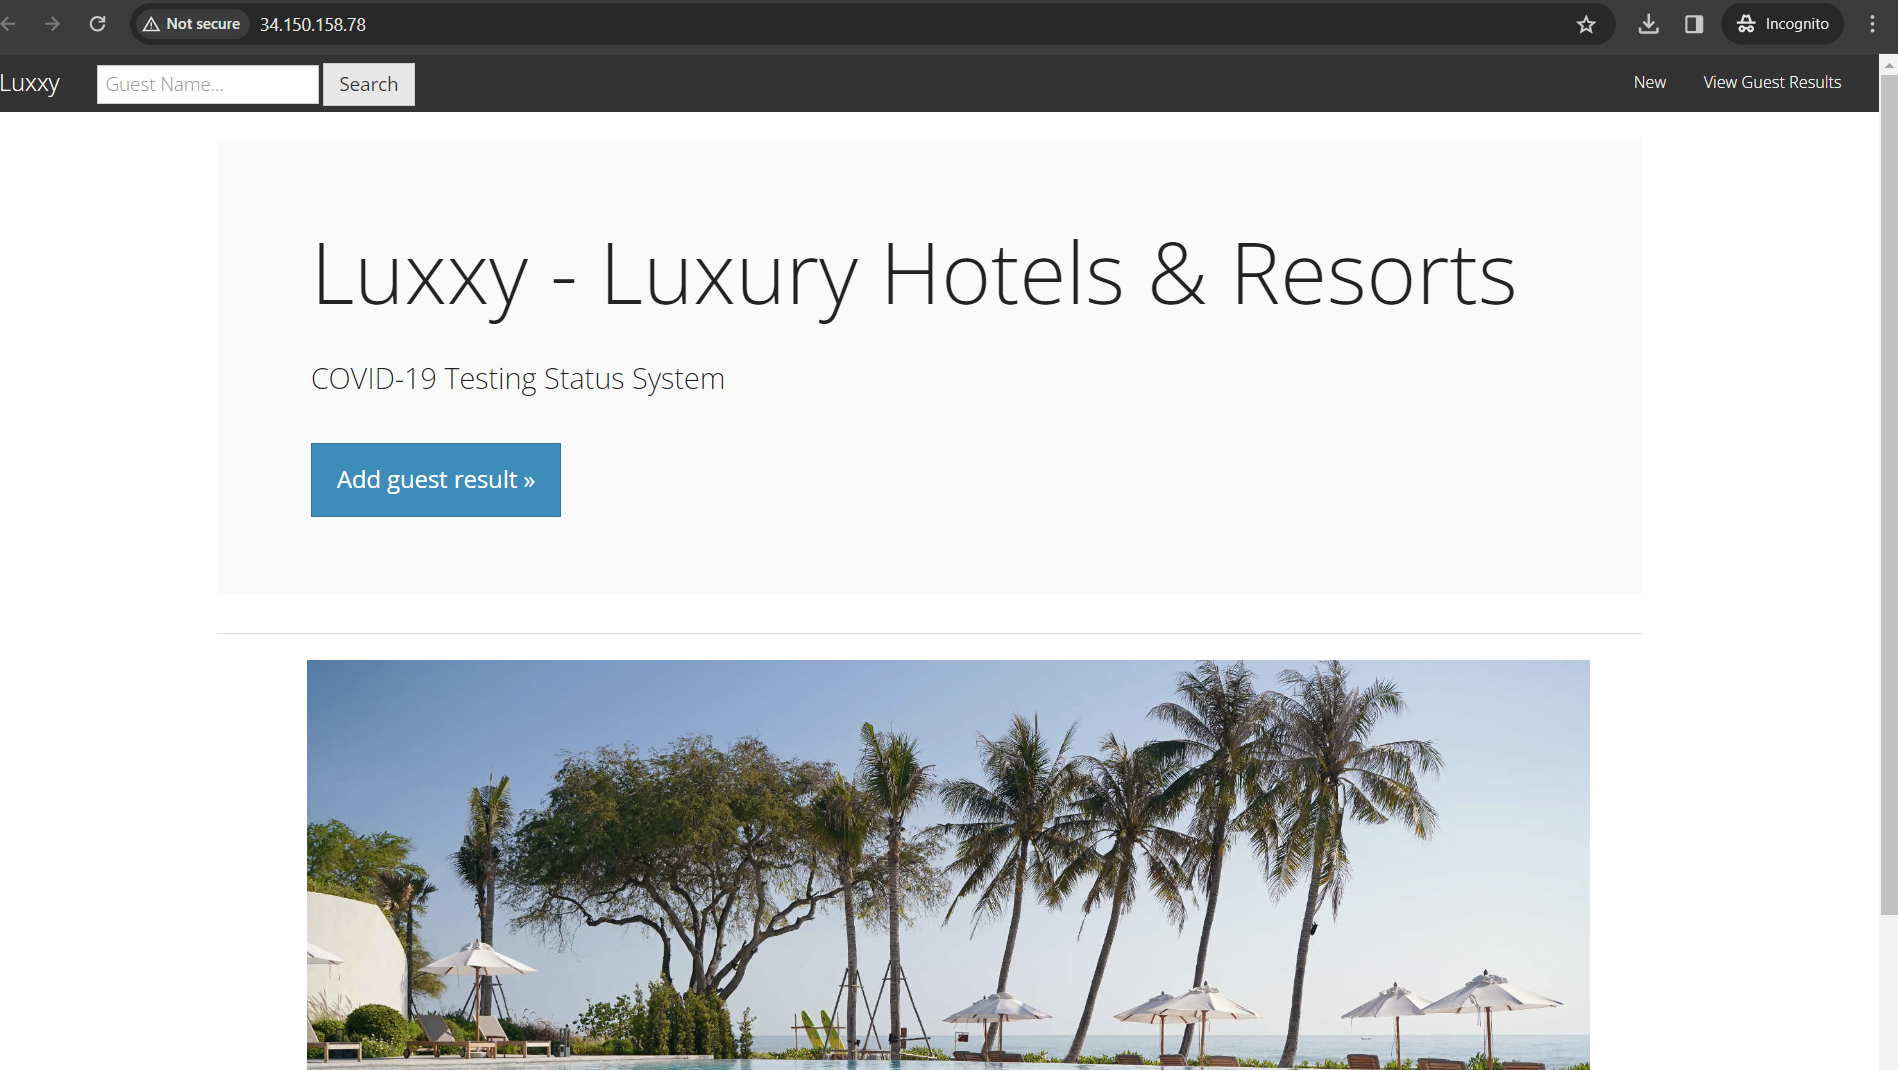 Not secure 34.150.158.78 Incognito
Luxxy Guest Name... Search New View Guest Results
Luxxy - Luxury Hotels & Resorts
COVID-19 Testing Status System
Add guest result »